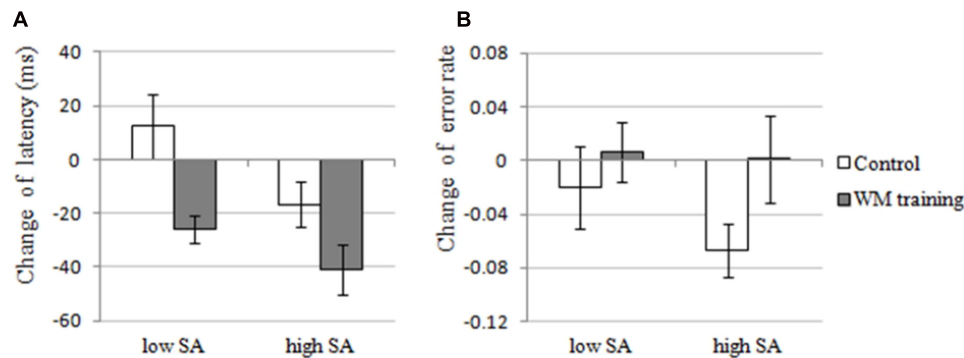 A
Change of latency (ms)
40
20
0
-20
-40
-60
low SA
high SA
B
Change of error rate
0.08
0.04
0
-0.04
-0.08
-0.12
low SA
high SA
Control
WM training